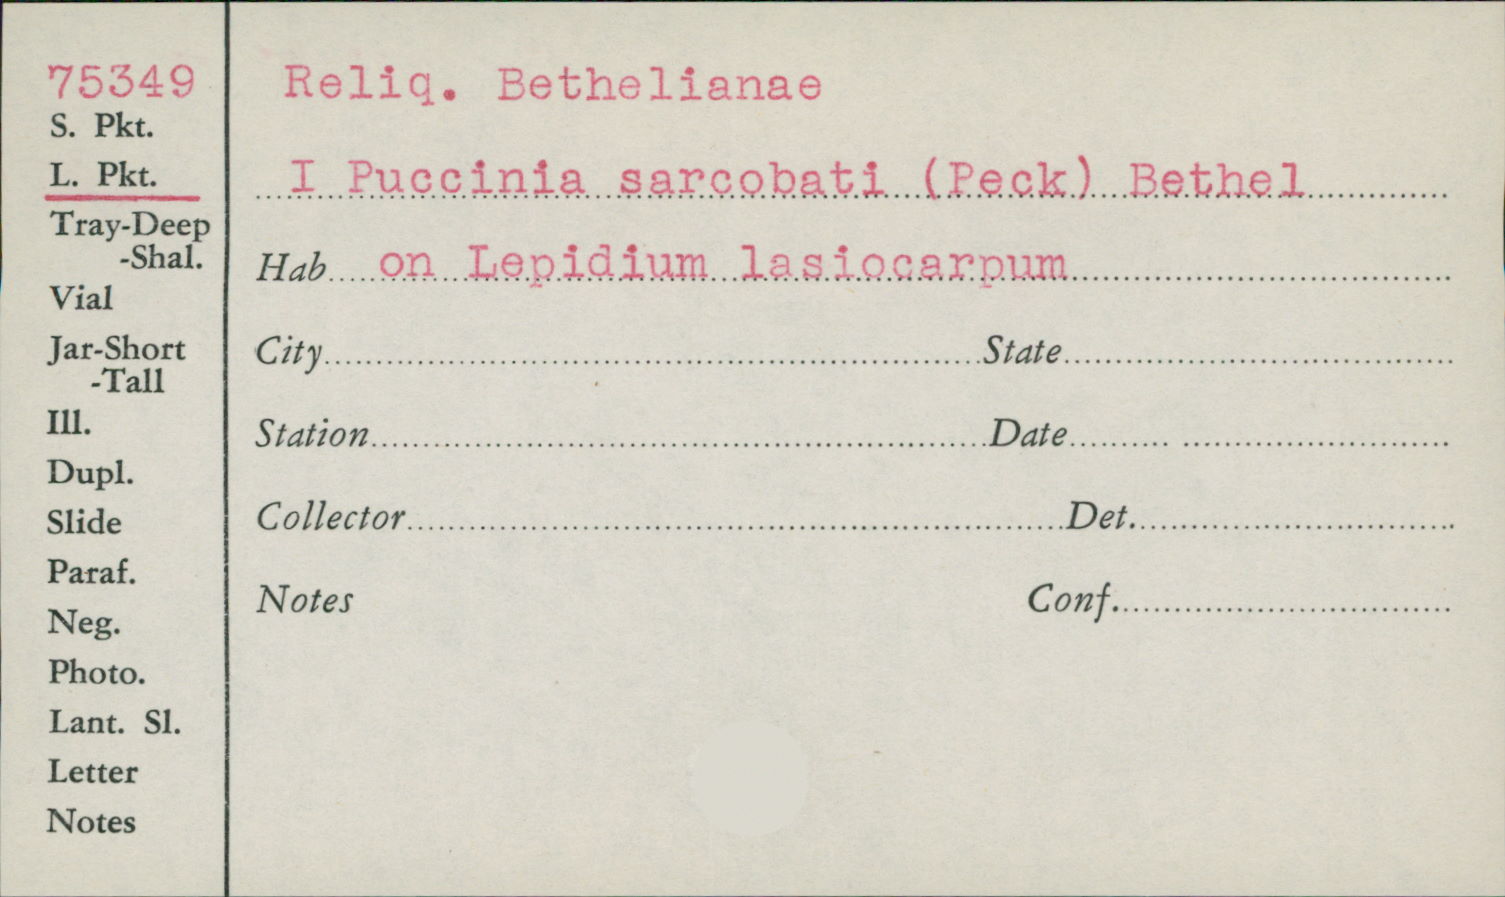 75349
S. Pkt.
L. Pkt.
Tray-Deep
-Shal.
Vial
Jar-Short
-Tall
Ill.
Dupl.
Slide
Paraf.
Neg.
Photo.
Lant. Sl.
Letter
Notes
Reliq. Bethelianae
I Puccinia sarcobati (Peck) Bethel
Hab on Lepidium lasiocarpum
City State
Station Date
Collector Det.
Notes Conf.